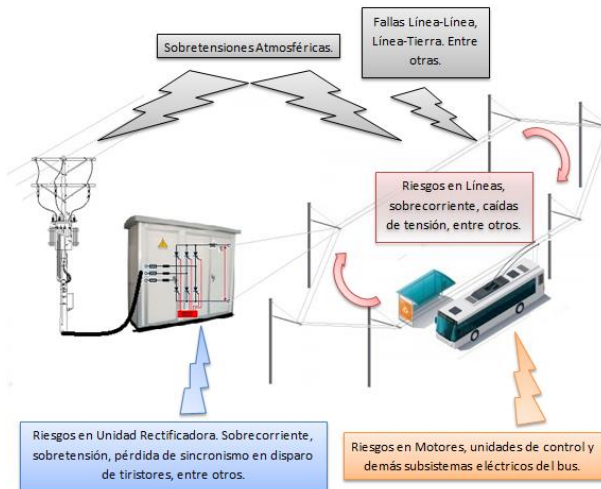 Sobretensiones Atmosféricas.
Fallas Línea-Línea,
Línea-Tierra. Entre
otras.
Riesgos en Líneas,
sobrecorriente, caídas
de tensión, entre otros.
Riesgos en Unidad Rectificadora. Sobrecorriente,
sobretensión, pérdida de sincronismo en disparo
de tiristores, entre otros.
Riesgos en Motores, unidades de control y
demás subsistemas eléctricos del bus.